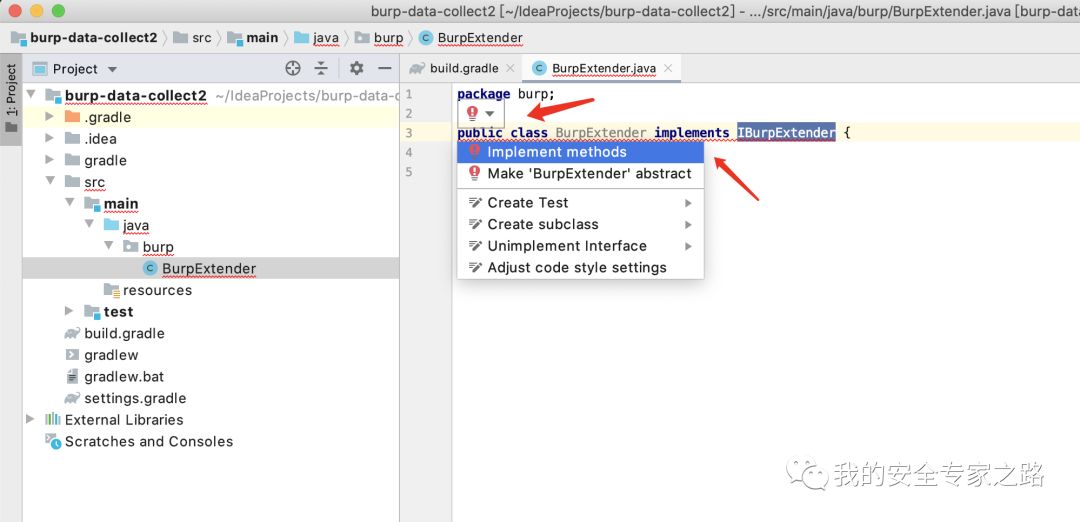 burp-data-collect2 [~/IdeaProjects/burp-data-collect2] - .../src/main/java/burp/BurpExtender.java [burp-data
burp-data-collect2 src main java burp BurpExtender
1: Project
Project
build.gradle
BurpExtender.java
burp-data-collect2 ~/IdeaProjects/burp-data-c
.gradle
.idea
gradle
src
main
java
burp
BurpExtender
resources
test
build.gradle
gradlew
gradlew.bat
settings.gradle
External Libraries
Scratches and Consoles
1 package burp;
2
3 public class BurpExtender implements IBurpExtender {
4
5
Implement methods
Make 'BurpExtender' abstract
Create Test
Create subclass
Unimplement Interface
Adjust code style settings
我的安全专家之路